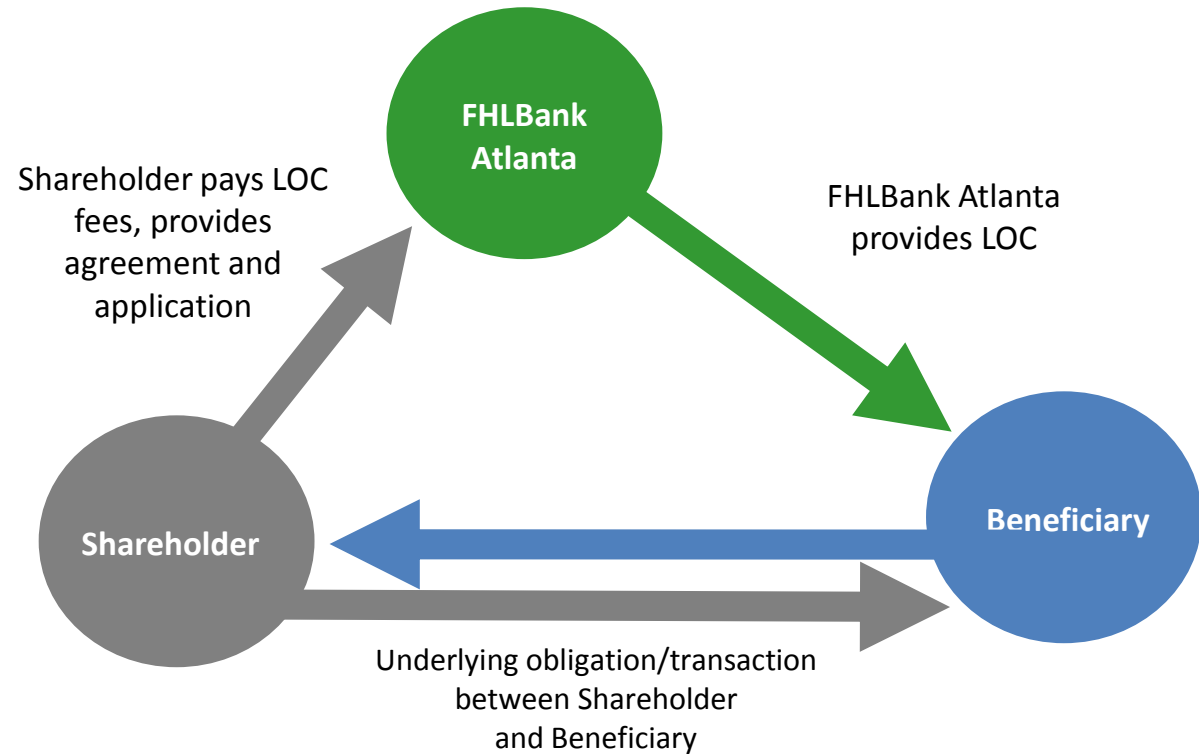 FHLBank
Atlanta
Shareholder pays LOC
fees, provides
agreement and
application
FHLBank Atlanta
provides LOC
Shareholder
Beneficiary
Underlying obligation/transaction
between Shareholder
and Beneficiary